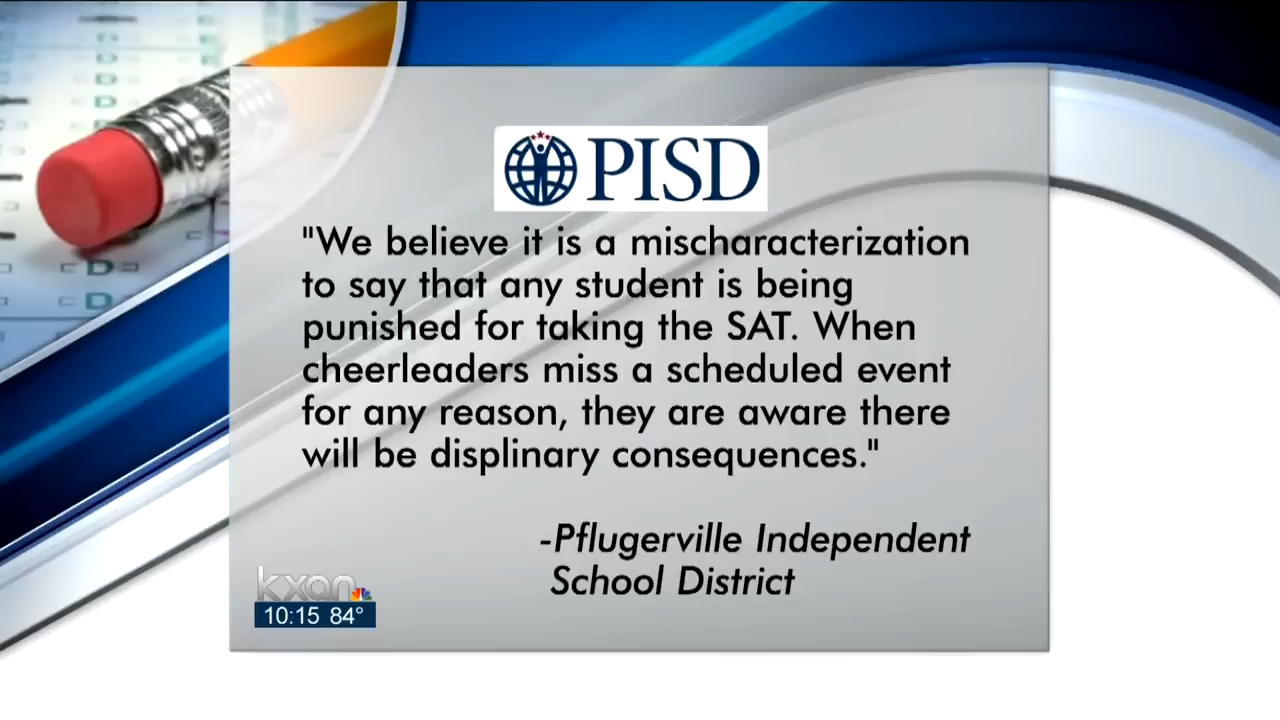 PISD
"We believe it is a mischaracterization
to say that any student is being
punished for taking the SAT. When
cheerleaders miss a scheduled event
for any reason, they are aware there
will be displinary consequences."
-Pflugerville Independent
School District
kxan
10:15 84°
D
D
D